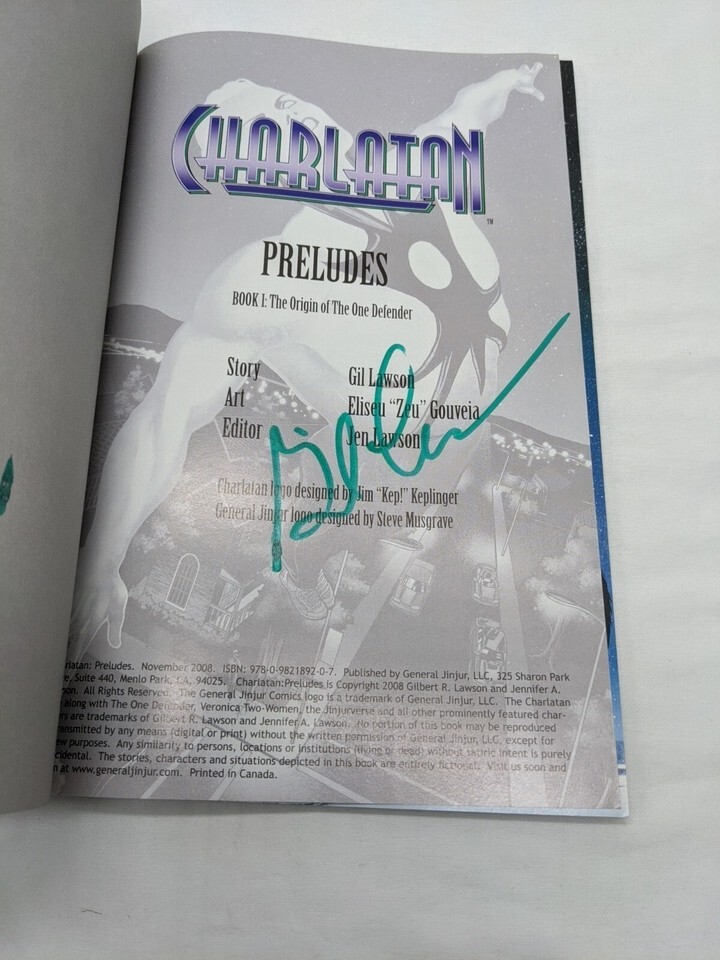 CHARLATAN
™
PRELUDES
BOOK I: The Origin of The One Defender
Story Gil Lawson
Art Eliseu "Zeu" Gouveia
Editor Jen Lawson
Charlatan logo designed by Jim "Kep!" Keplinger
General Jinjur logo designed by Steve Musgrave
rlatan: Preludes. November 2008. ISBN: 978-0-9821892-0-7. Published by General Jinjur, LLC, 325 Sharon Park
e, Suite 440, Menlo Park, CA, 94025. Charlatan:Preludes is Copyright 2008 Gilbert R. Lawson and Jennifer A.
son. All Rights Reserved. The General Jinjur Comics logo is a trademark of General Jinjur, LLC. The Charlatan
along with The One Defender, Veronica Two-Women, the Jinjurverse and all other prominently featured char-
rs are trademarks of Gilbert R. Lawson and Jennifer A. Lawson. No portion of this book may be reproduced
ransmitted by any means (digital or print) without the written permission of General Jinjur, LLC, except for
ew purposes. Any similarity to persons, locations or institutions (living or dead) without satiric intent is purely
cidental. The stories, characters and situations depicted in this book are entirely fictional. Visit us soon and
n at www.generaljinjur.com. Printed in Canada.